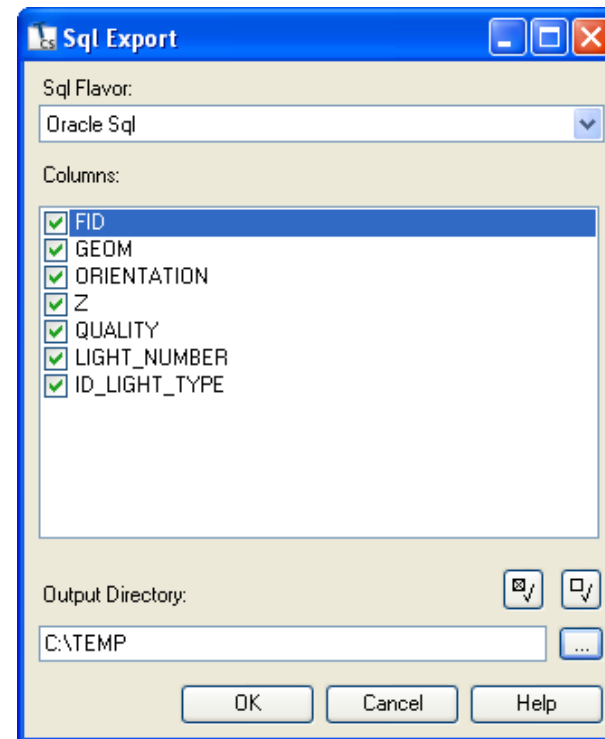 CS Sql Export
Sql Flavor:
Oracle Sql
Columns:
FID
GEOM
ORIENTATION
Z
QUALITY
LIGHT_NUMBER
ID_LIGHT_TYPE
Output Directory:
C:\TEMP
...
OK Cancel Help